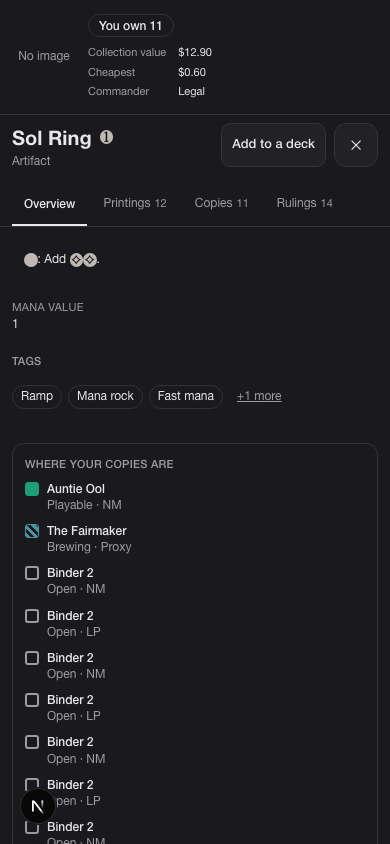 You own 11
No image
Collection value $12.90
Cheapest $0.60
Commander Legal
Sol Ring 1
Artifact
Add to a deck
Overview Printings 12 Copies 11 Rulings 14
: Add .
MANA VALUE
1
TAGS
Ramp Mana rock Fast mana +1 more
WHERE YOUR COPIES ARE
Auntie Ool
Playable · NM
The Fairmaker
Brewing · Proxy
Binder 2
Open · NM
Binder 2
Open · LP
Binder 2
Open · NM
Binder 2
Open · LP
Binder 2
Open · NM
Binder 2
pen · LP
N
Binder 2
Open · NM